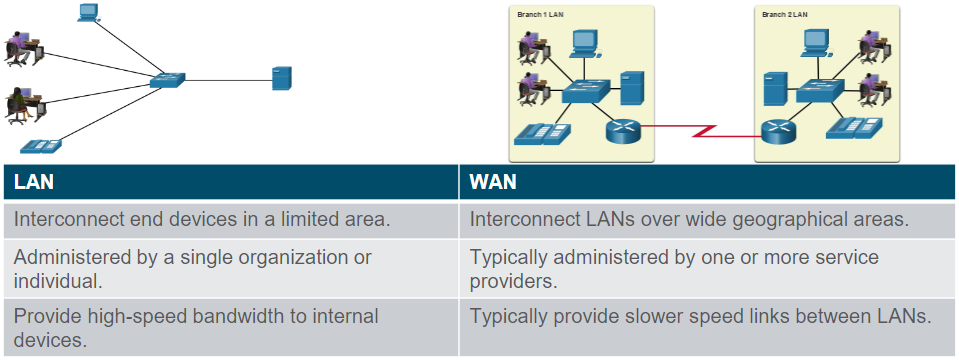 Branch 1 LAN
Branch 2 LAN
LAN
WAN
Interconnect end devices in a limited area.
Interconnect LANs over wide geographical areas.
Administered by a single organization or
individual.
Typically administered by one or more service
providers.
Provide high-speed bandwidth to internal
devices.
Typically provide slower speed links between LANs.